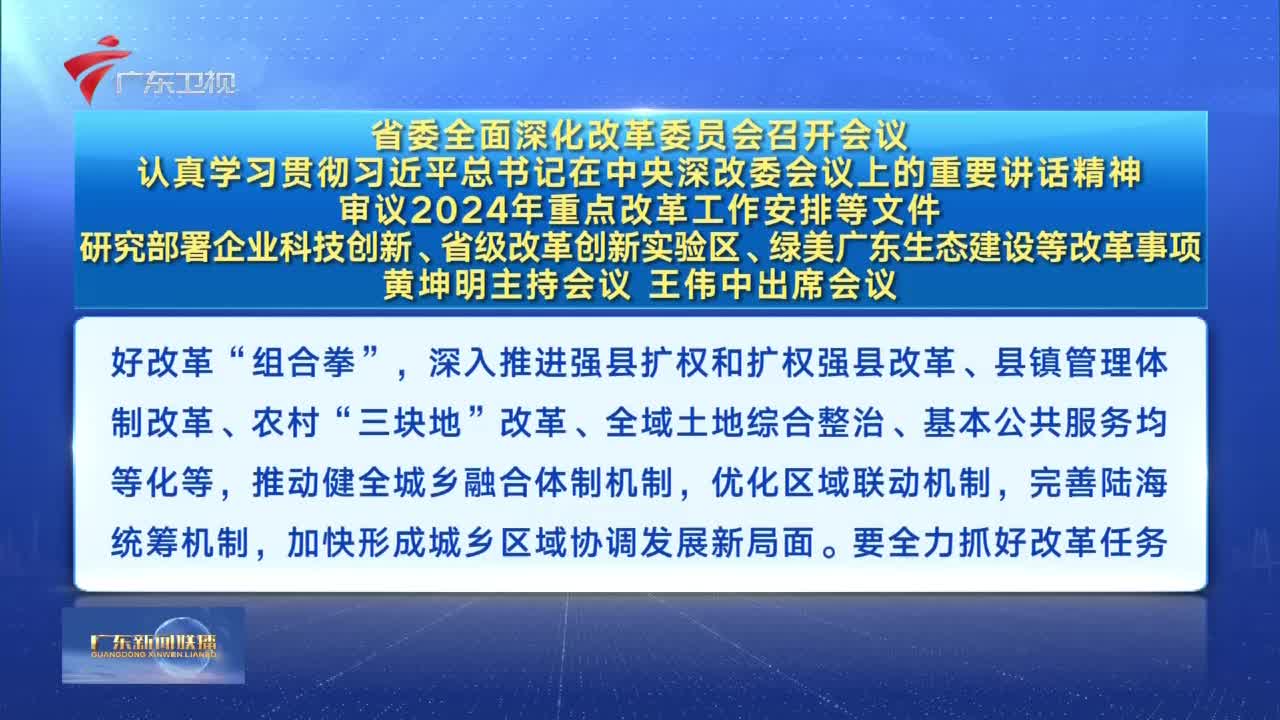 广东卫视
省委全面深化改革委员会召开会议
认真学习贯彻习近平总书记在中央深改委会议上的重要讲话精神
审议2024年重点改革工作安排等文件
研究部署企业科技创新、省级改革创新实验区、绿美广东生态建设等改革事项
黄坤明主持会议 王伟中出席会议
好改革“组合拳”，深入推进强县扩权和扩权强县改革、县镇管理体
制改革、农村“三块地”改革、全域土地综合整治、基本公共服务均
等化等，推动健全城乡融合体制机制，优化区域联动机制，完善陆海
统筹机制，加快形成城乡区域协调发展新局面。要全力抓好改革任务
广东新闻联播
GUANGDONG XINWEN LIANBO